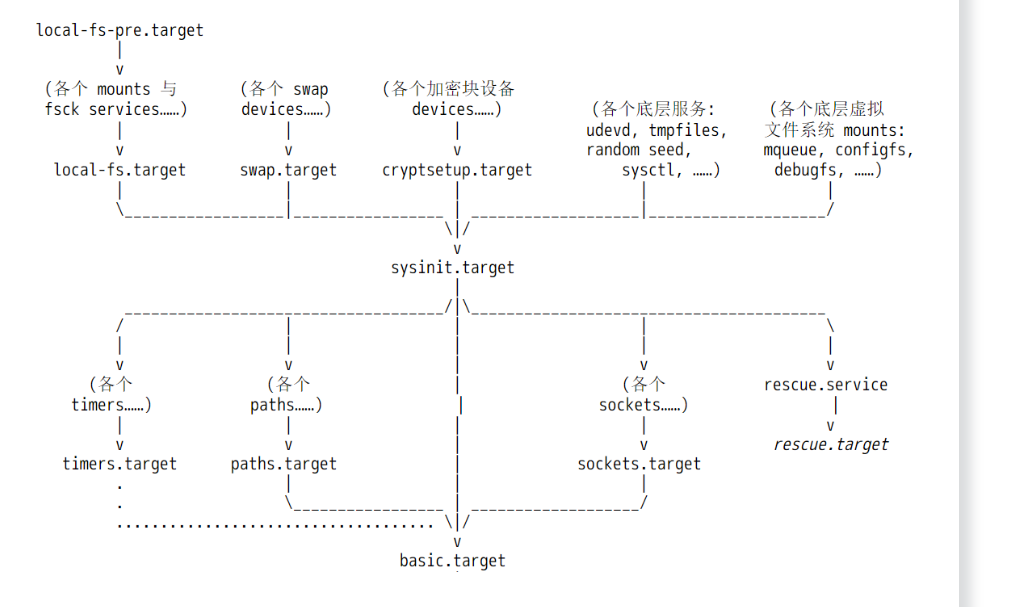 local-fs-pre.target
(各个 mounts 与
fsck services……)
(各个 swap
devices……)
(各个加密块设备
devices……)
(各个底层服务:
udevd, tmpfiles,
random seed,
sysctl, ……)
(各个底层虚拟
文件系统 mounts:
mqueue, configfs,
debugfs, ……)
local-fs.target
swap.target
cryptsetup.target
sysinit.target
(各个
timers……)
(各个
paths……)
(各个
sockets……)
rescue.service
rescue.target
timers.target
paths.target
sockets.target
basic.target